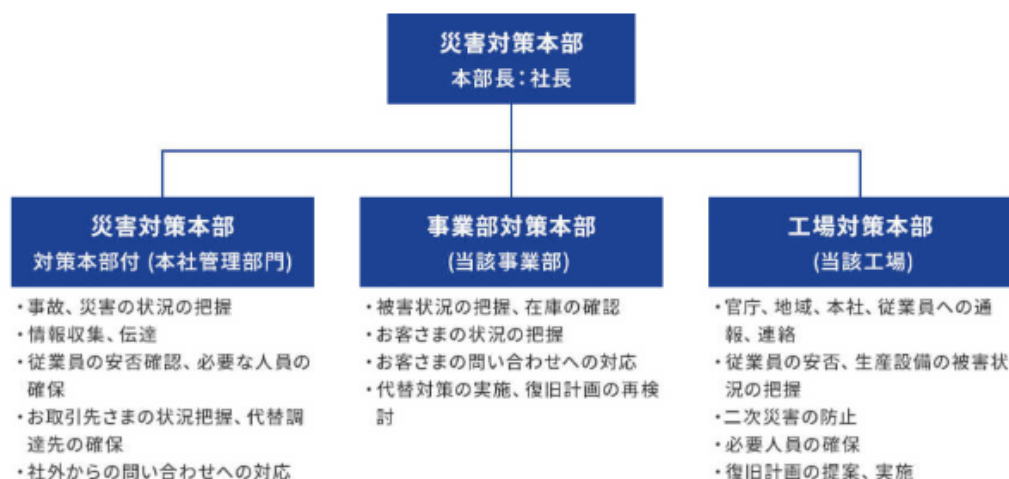 災害対策本部
本部長：社長
災害対策本部
対策本部付 (本社管理部門)
・事故、災害の状況の把握
・情報収集、伝達
・従業員の安否確認、必要な人員の
確保
・お取引先さまの状況把握、代替調
達先の確保
・社外からの問い合わせへの対応
事業部対策本部
(当該事業部)
・被害状況の把握、在庫の確認
・お客さまの状況の把握
・お客さまの問い合わせへの対応
・代替対策の実施、復旧計画の再検
討
工場対策本部
(当該工場)
・官庁、地域、本社、従業員への通
報、連絡
・従業員の安否、生産設備の被害状
況の把握
・二次災害の防止
・必要人員の確保
・復旧計画の提案、実施